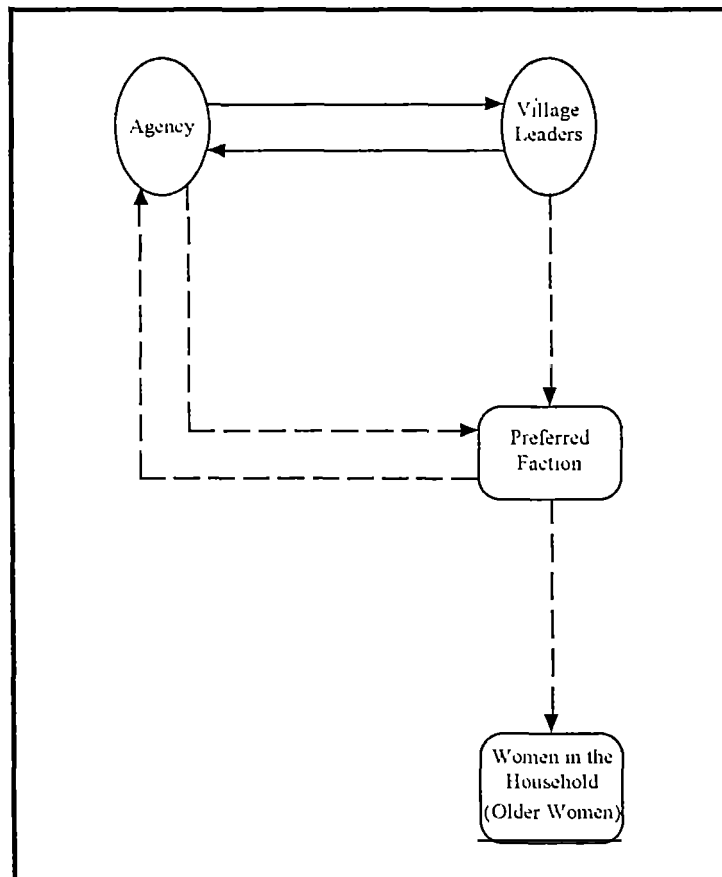 Agency
Village
Leaders
Preferred
Faction
Women in the
Household
(Older Women)